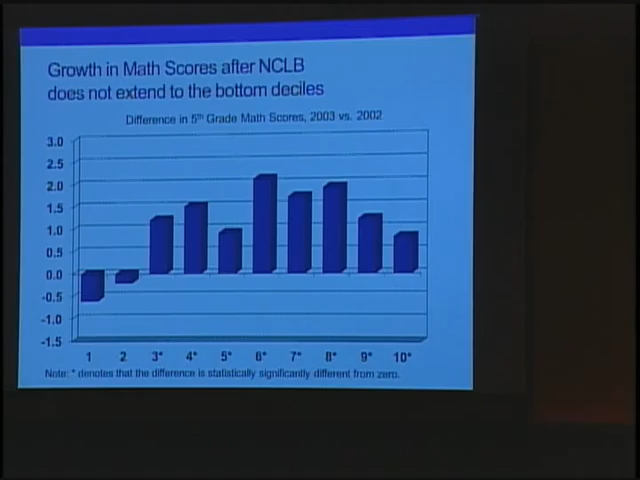 Growth in Math Scores after NCLB
does not extend to the bottom deciles
Difference in 5th Grade Math Scores, 2003 vs. 2002
3.0
2.5
2.0
1.5
1.0
0.5
0.0
-0.5
-1.0
-1.5
1 2 3* 4* 5* 6* 7* 8* 9* 10*
Note: * denotes that the difference is statistically significantly different from zero.